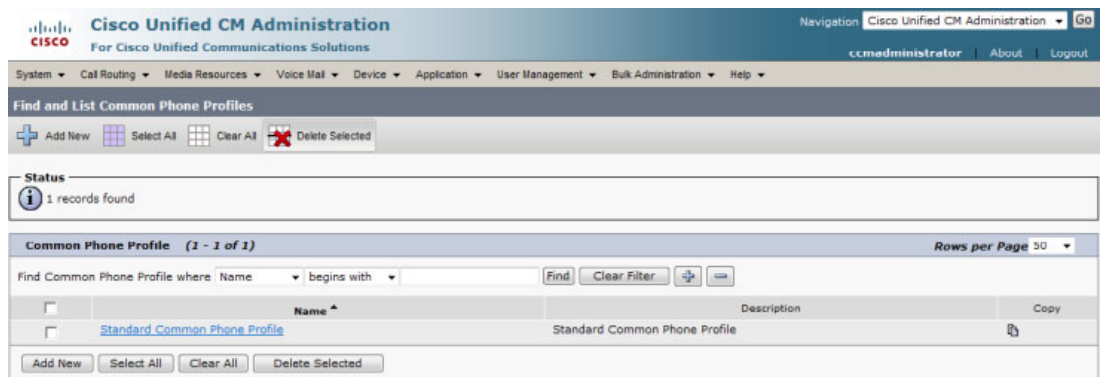 Cisco Unified CM Administration
Navigation Cisco Unified CM Administration Go
CISCO For Cisco Unified Communications Solutions
ccmadministrator | About | Logout
System Call Routing Media Resources Voice Mail Device Application User Management Bulk Administration Help
Find and List Common Phone Profiles
Add New Select All Clear All Delete Selected
Status
i 1 records found
Common Phone Profile (1 - 1 of 1) Rows per Page 50
Find Common Phone Profile where Name begins with Find Clear Filter
Name Description Copy
Standard Common Phone Profile Standard Common Phone Profile
Add New Select All Clear All Delete Selected